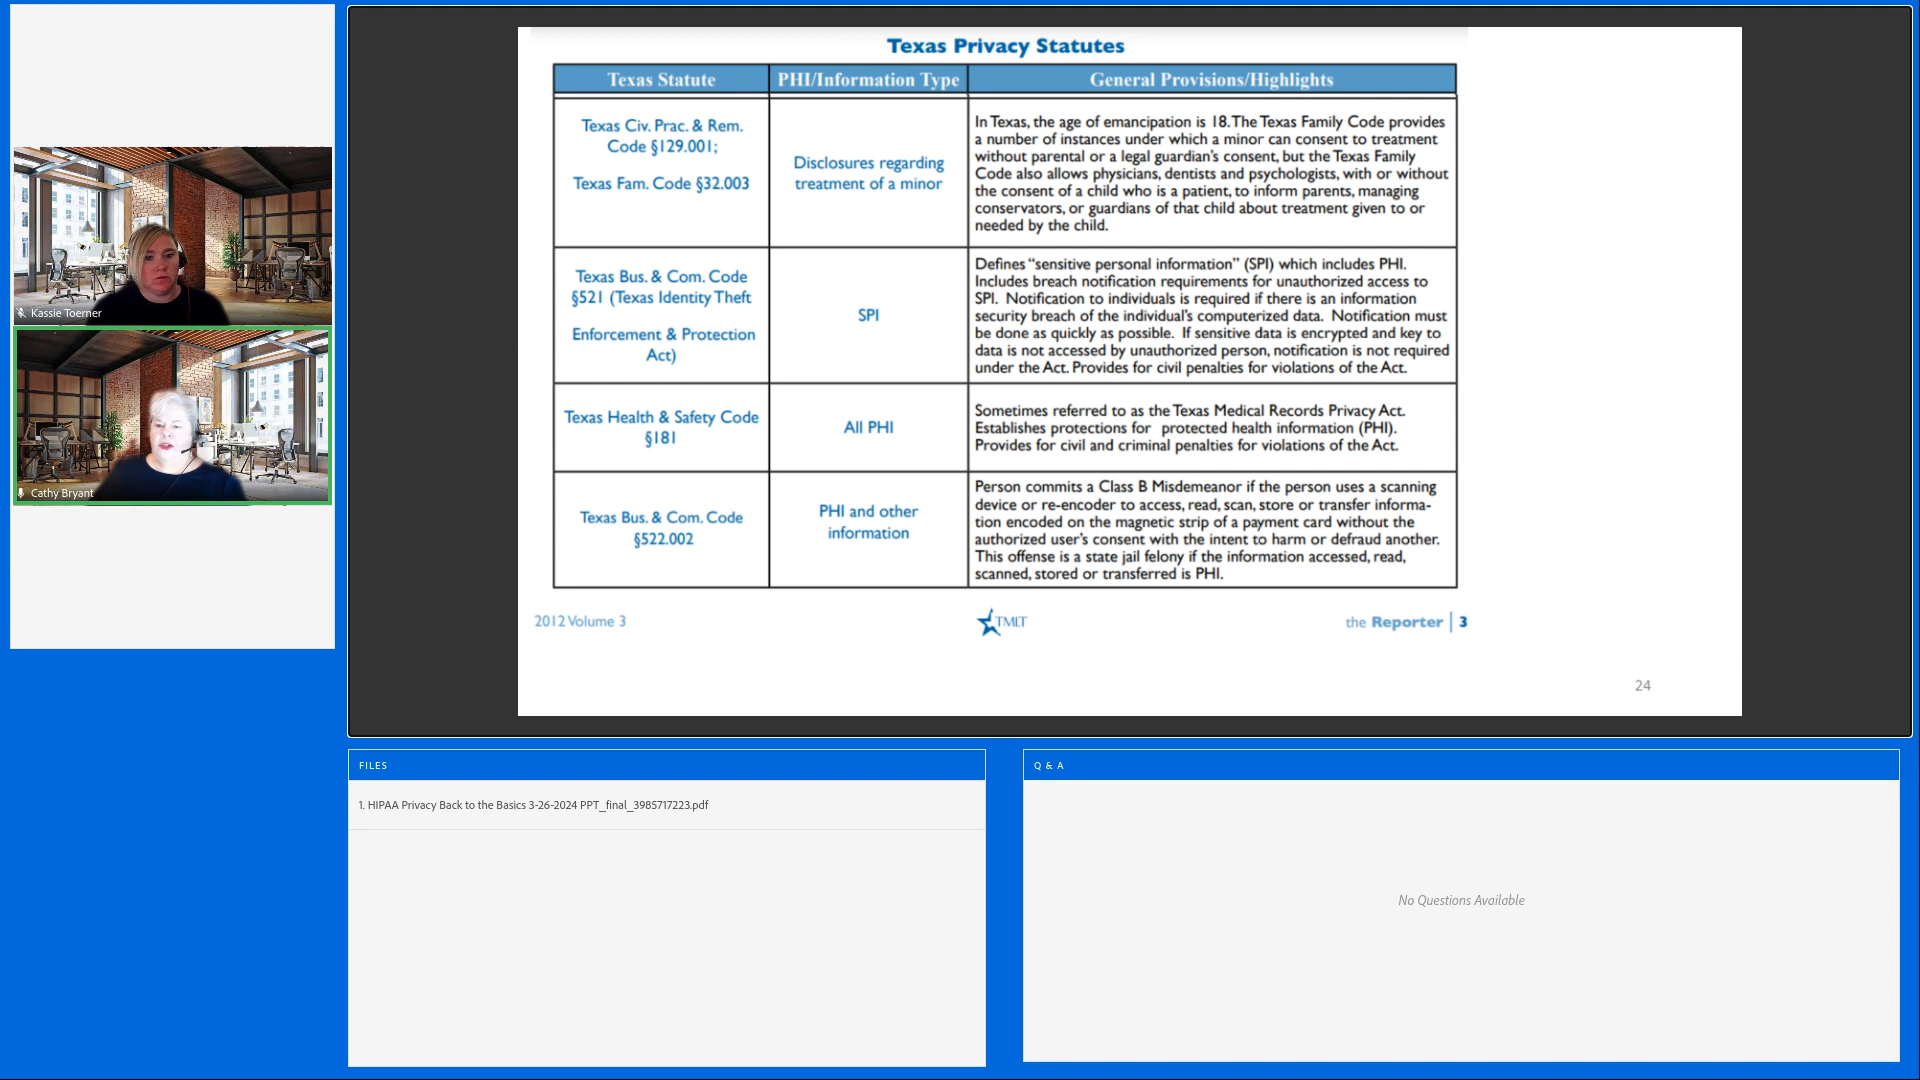 Kassie Toerner
Cathy Bryant
Texas Privacy Statutes
Texas Statute
PHI/Information Type
General Provisions/Highlights
Texas Civ. Prac. & Rem.
Code §129.001;
Texas Fam. Code §32.003
Disclosures regarding
treatment of a minor
In Texas, the age of emancipation is 18. The Texas Family Code provides
a number of instances under which a minor can consent to treatment
without parental or a legal guardian's consent, but the Texas Family
Code also allows physicians, dentists and psychologists, with or without
the consent of a child who is a patient, to inform parents, managing
conservators, or guardians of that child about treatment given to or
needed by the child.
Texas Bus. & Com. Code
§521 (Texas Identity Theft
Enforcement & Protection
Act)
SPI
Defines “sensitive personal information” (SPI) which includes PHI.
Includes breach notification requirements for unauthorized access to
SPI. Notification to individuals is required if there is an information
security breach of the individual's computerized data. Notification must
be done as quickly as possible. If sensitive data is encrypted and key to
data is not accessed by unauthorized person, notification is not required
under the Act. Provides for civil penalties for violations of the Act.
Texas Health & Safety Code
§181
All PHI
Sometimes referred to as the Texas Medical Records Privacy Act.
Establishes protections for protected health information (PHI).
Provides for civil and criminal penalties for violations of the Act.
Texas Bus. & Com. Code
§522.002
PHI and other
information
Person commits a Class B Misdemeanor if the person uses a scanning
device or re-encoder to access, read, scan, store or transfer informa-
tion encoded on the magnetic strip of a payment card without the
authorized user's consent with the intent to harm or defraud another.
This offense is a state jail felony if the information accessed, read,
scanned, stored or transferred is PHI.
2012 Volume 3
TMLT
the Reporter | 3
24
FILES
1. HIPAA Privacy Back to the Basics 3-26-2024 PPT_final_3985717223.pdf
Q & A
No Questions Available